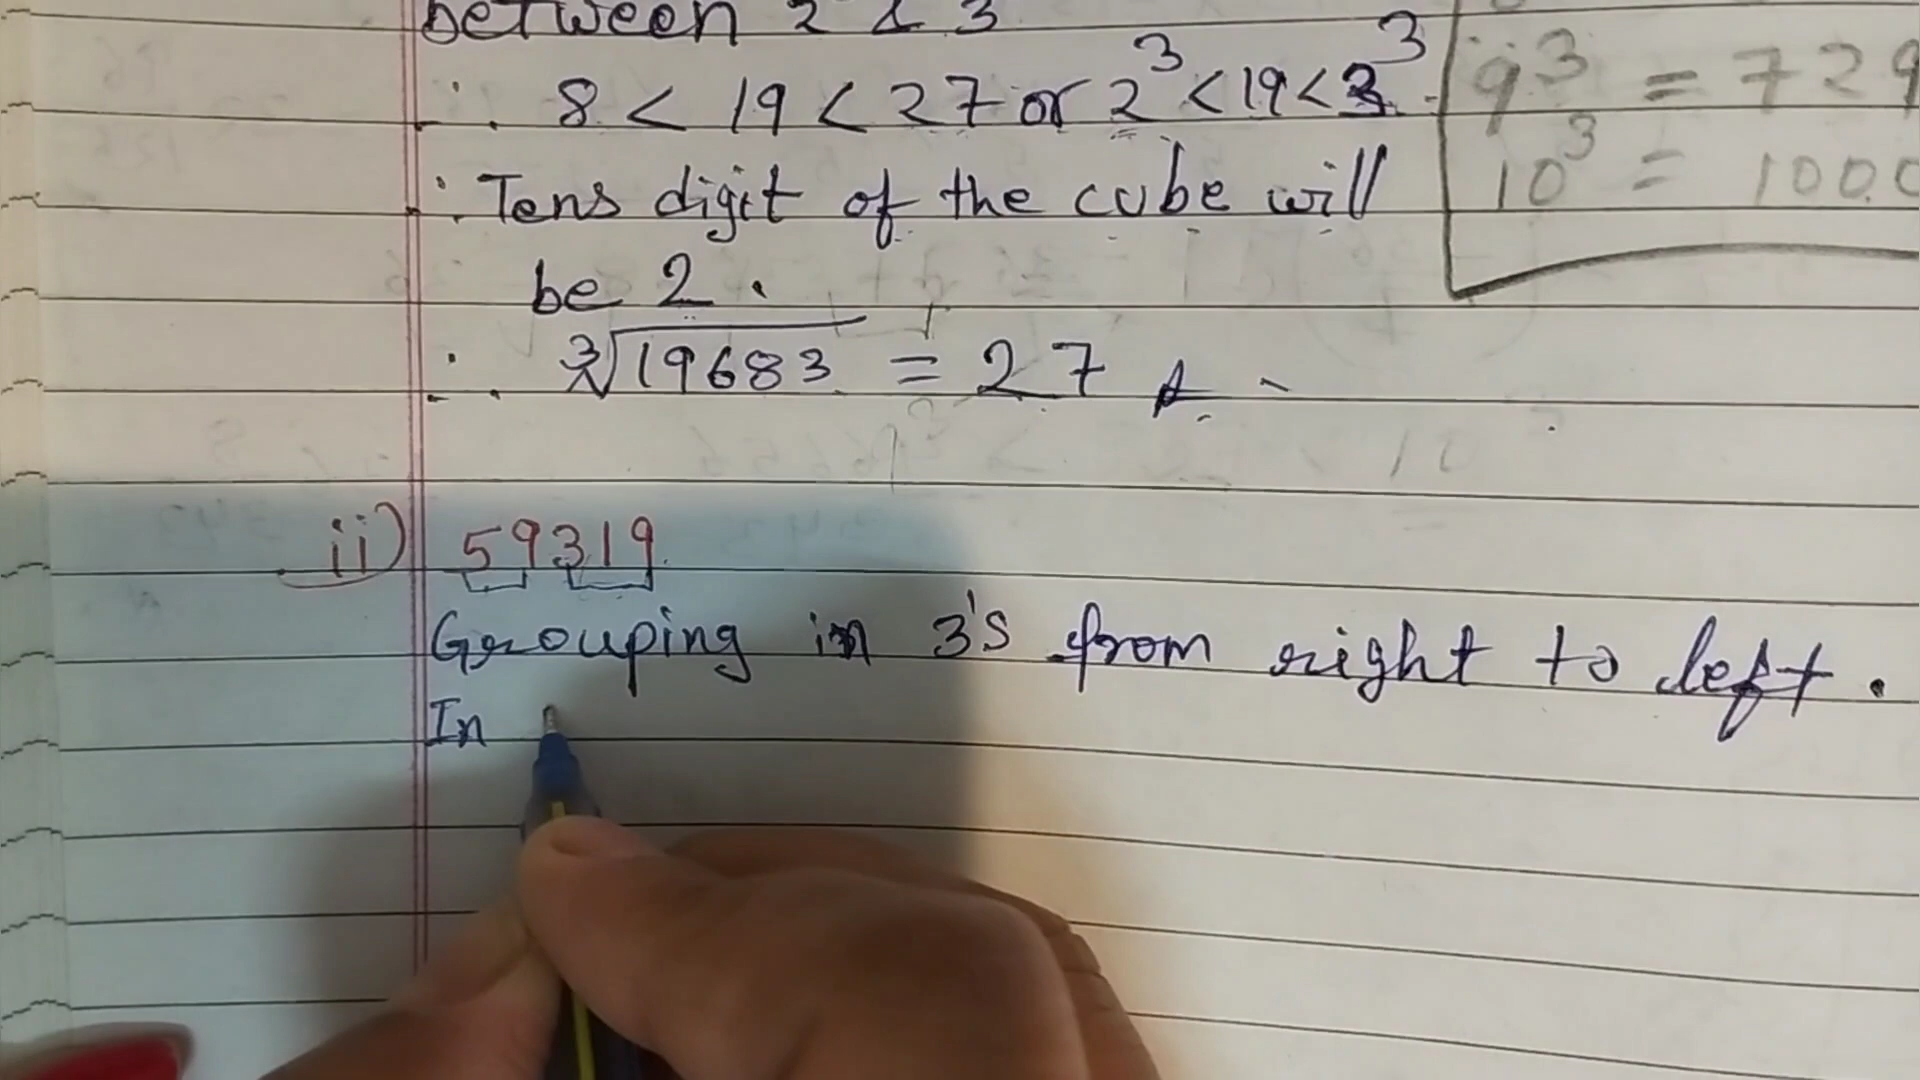 between 2 & 3
∴ 8 < 19 < 27 or 2³ < 19 < 3³
∴ Tens digit of the cube will
be 2.
∴ ∛19683 = 27
ii) 59319
Grouping in 3's from right to left.
In
9³ = 729
10³ = 1000